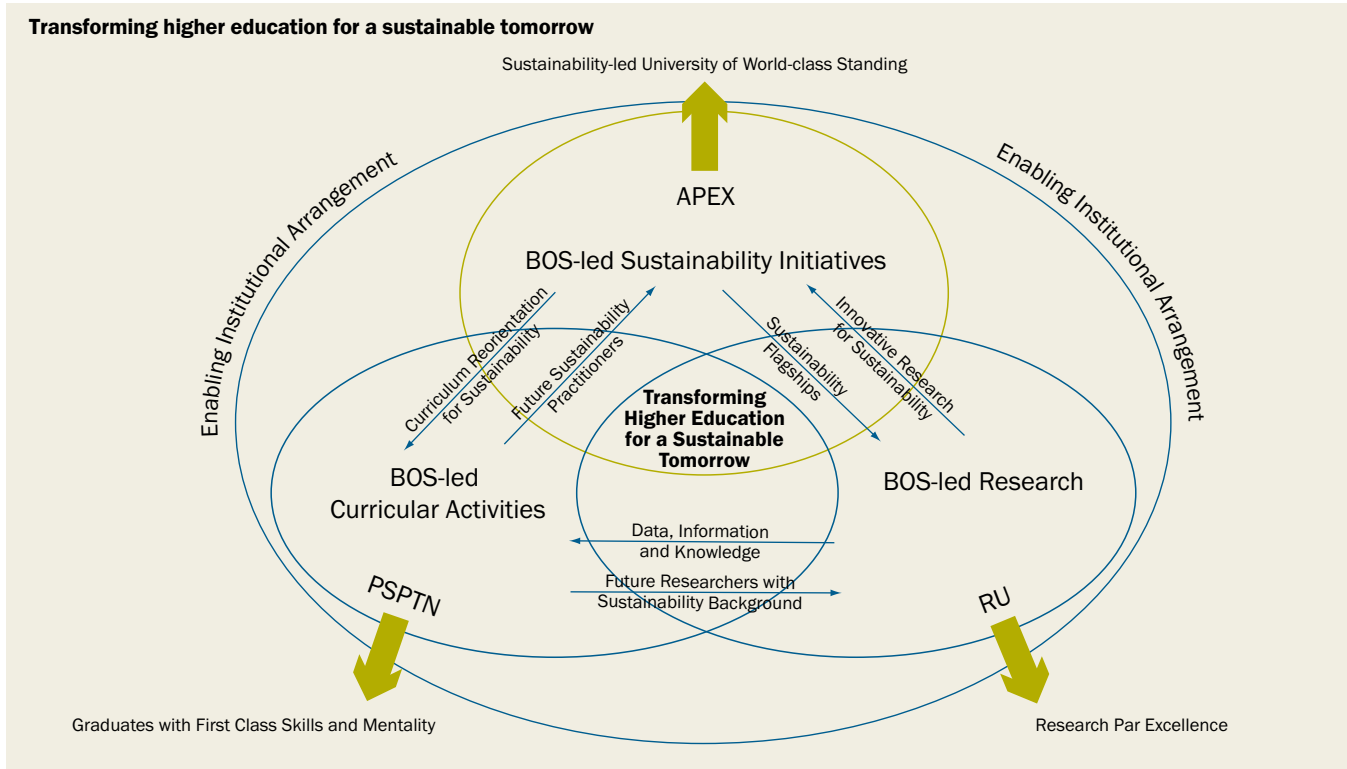 Transforming higher education for a sustainable tomorrow
Sustainability-led University of World-class Standing
Enabling Institutional Arrangement
Enabling Institutional Arrangement
APEX
BOS-led Sustainability Initiatives
Curriculum Reorientation
for Sustainability
Future Sustainability
Practitioners
Sustainability
Flagships
Innovative Research
for Sustainability
Transforming
Higher Education
for a Sustainable
Tomorrow
BOS-led
Curricular Activities
BOS-led Research
Data, Information
and Knowledge
Future Researchers with
Sustainability Background
PSPTN
RU
Graduates with First Class Skills and Mentality
Research Par Excellence